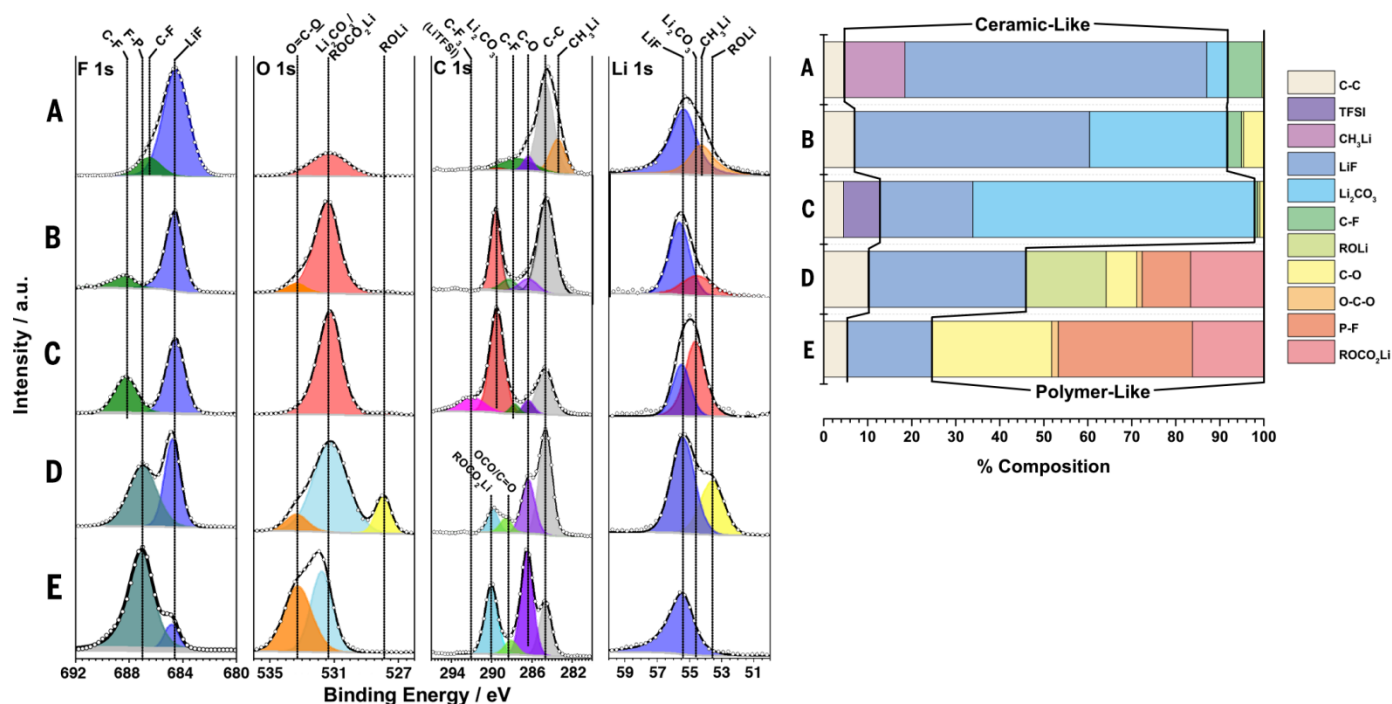 C-F₃
F-P
C-F
LiF
O=C-O
Li₂CO₃/
ROCO₂Li
ROLi
C-F₃
(LiTFSI)
Li₂CO₃
C-F
C-O
C-C
CH₃Li
LiF
Li₂CO₃
CH₃Li
ROLi
F 1s
O 1s
C 1s
Li 1s
A
B
C
D
E
ROCO₂Li
OCO/C=O
Intensity / a.u.
692 688 684 680
535 531 527
294 290 286 282
59 57 55 53 51
Binding Energy / eV
Ceramic-Like
A
B
C
D
E
Polymer-Like
0 10 20 30 40 50 60 70 80 90 100
% Composition
C-C
TFSI
CH₃Li
LiF
Li₂CO₃
C-F
ROLi
C-O
O-C-O
P-F
ROCO₂Li